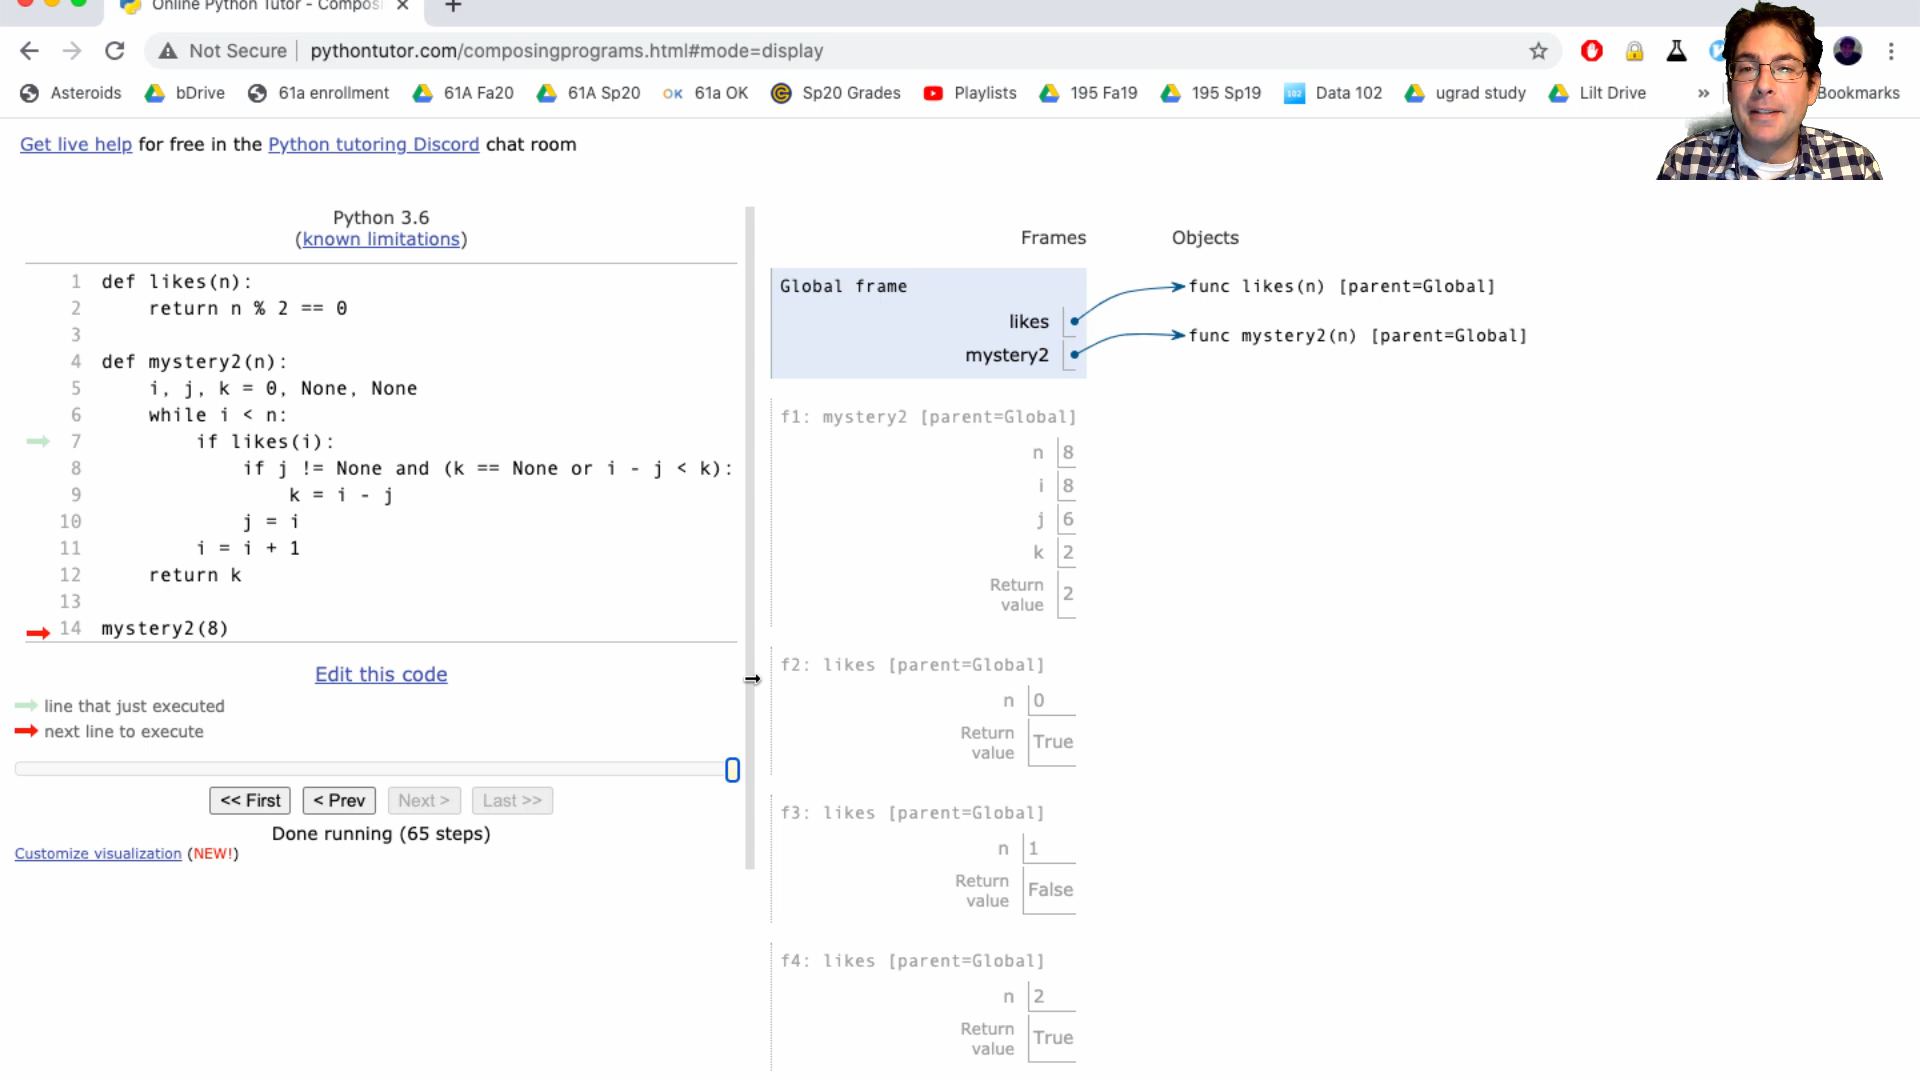 Online Python Tutor - Composi
Not Secure pythontutor.com/composingprograms.html#mode=display
Asteroids bDrive 61a enrollment 61A Fa20 61A Sp20 OK 61a OK Sp20 Grades Playlists 195 Fa19 195 Sp19 102 Data 102 ugrad study Lilt Drive » Bookmarks
Get live help for free in the Python tutoring Discord chat room
Python 3.6
(known limitations)
1 def likes(n):
2 return n % 2 == 0
3
4 def mystery2(n):
5 i, j, k = 0, None, None
6 while i < n:
7 if likes(i):
8 if j != None and (k == None or i - j < k):
9 k = i - j
10 j = i
11 i = i + 1
12 return k
13
14 mystery2(8)
Edit this code
line that just executed
next line to execute
<< First < Prev Next > Last >>
Done running (65 steps)
Customize visualization (NEW!)
Frames Objects
Global frame
likes
mystery2
func likes(n) [parent=Global]
func mystery2(n) [parent=Global]
f1: mystery2 [parent=Global]
n 8
i 8
j 6
k 2
Return
value 2
f2: likes [parent=Global]
n 0
Return
value True
f3: likes [parent=Global]
n 1
Return
value False
f4: likes [parent=Global]
n 2
Return
value True